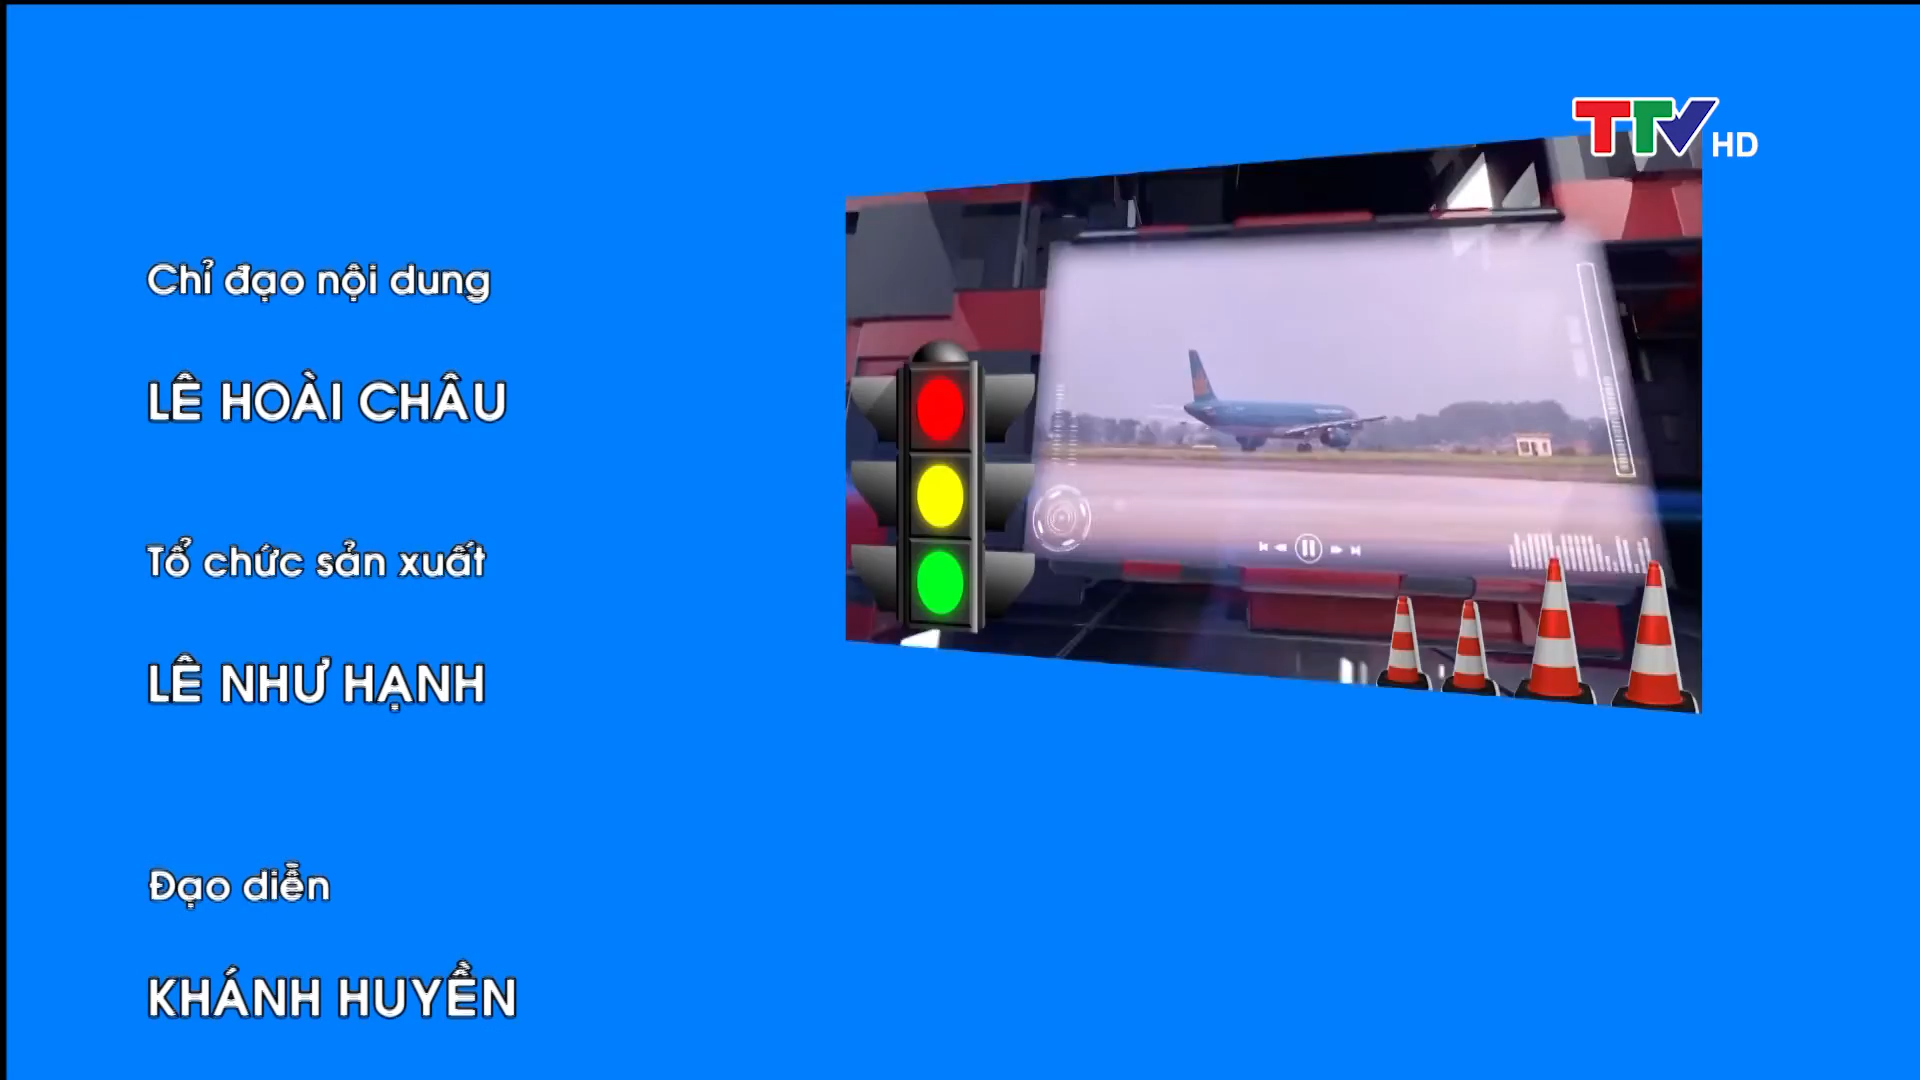 TTV HD
Chỉ đạo nội dung
LÊ HOÀI CHÂU
Tổ chức sản xuất
LÊ NHƯ HẠNH
Đạo diễn
KHÁNH HUYỀN